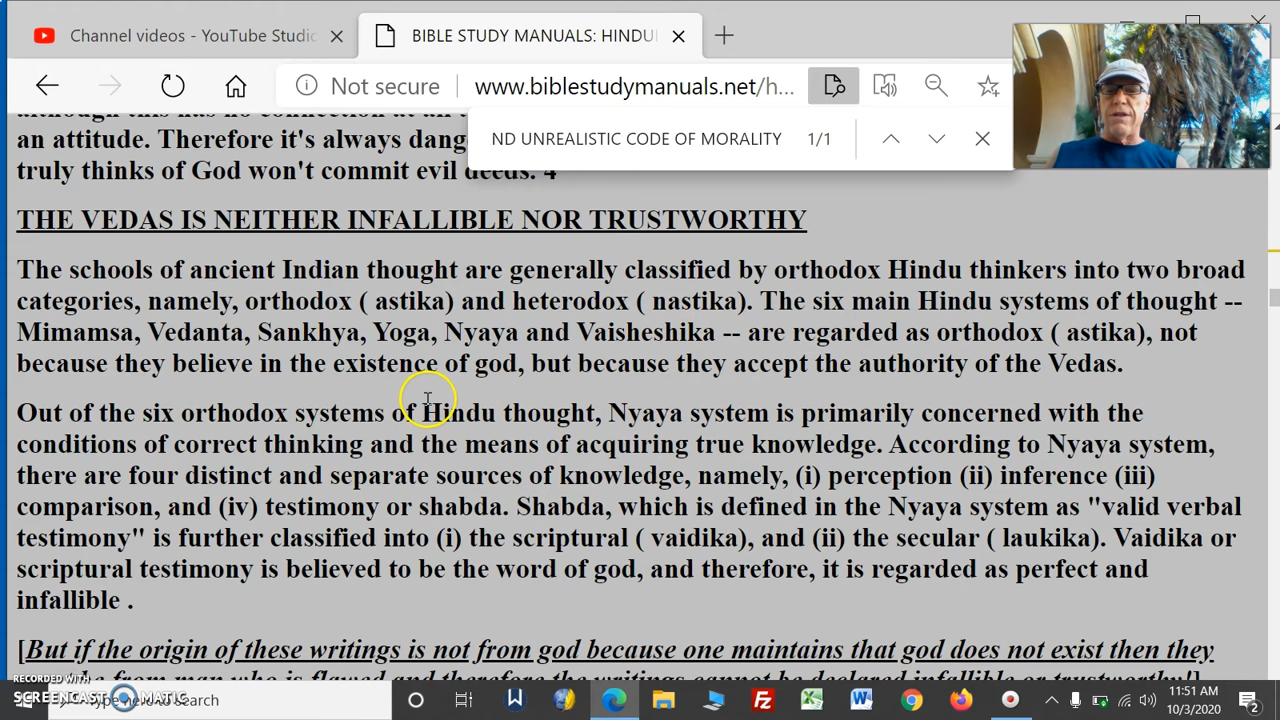 Channel videos - YouTube Studio
BIBLE STUDY MANUALS: HINDU
Not secure
www.biblestudymanuals.net/h...
ND UNREALISTIC CODE OF MORALITY 1/1
an attitude. Therefore it's always
truly thinks of God won't commit evil deeds. 4
THE VEDAS IS NEITHER INFALLIBLE NOR TRUSTWORTHY
The schools of ancient Indian thought are generally classified by orthodox Hindu thinkers into two broad
categories, namely, orthodox ( astika) and heterodox ( nastika). The six main Hindu systems of thought --
Mimamsa, Vedanta, Sankhya, Yoga, Nyaya and Vaisheshika -- are regarded as orthodox ( astika), not
because they believe in the existence of god, but because they accept the authority of the Vedas.
Out of the six orthodox systems of Hindu thought, Nyaya system is primarily concerned with the
conditions of correct thinking and the means of acquiring true knowledge. According to Nyaya system,
there are four distinct and separate sources of knowledge, namely, (i) perception (ii) inference (iii)
comparison, and (iv) testimony or shabda. Shabda, which is defined in the Nyaya system as "valid verbal
testimony" is further classified into (i) the scriptural ( vaidika), and (ii) the secular ( laukika). Vaidika or
scriptural testimony is believed to be the word of god, and therefore, it is regarded as perfect and
infallible .
[But if the origin of these writings is not from god because one maintains that god does not exist then they
RECORDED WITH
SCREENCAST MATIC
Type here to search
11:51 AM
10/3/2020
2